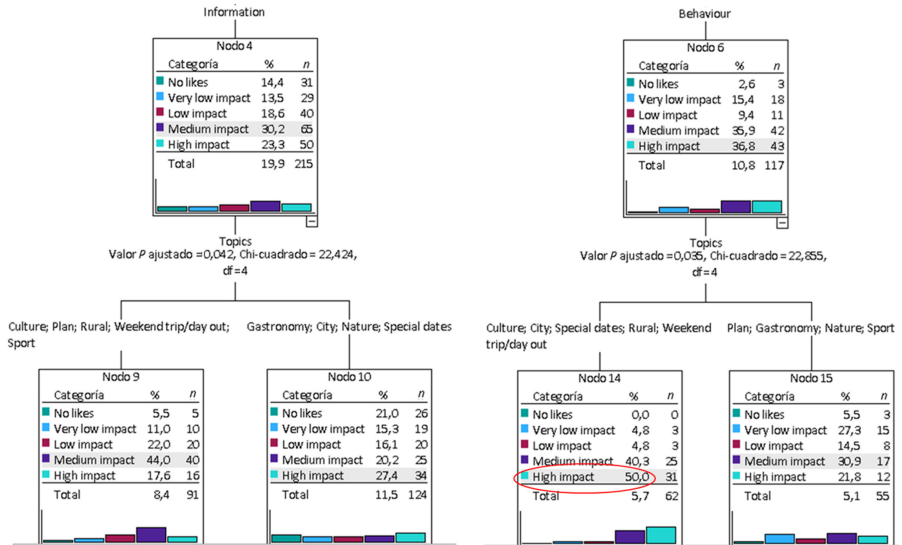 Information
Nodo 4
Categoría % n
No likes 14,4 31
Very low impact 13,5 29
Low impact 18,6 40
Medium impact 30,2 65
High impact 23,3 50
Total 19,9 215
Topics
Valor P ajustado =0,042, Chi-cuadrado = 22,424,
df=4
Culture; Plan; Rural; Weekend trip/day out;
Sport
Gastronomy; City; Nature; Special dates
Nodo 9
Categoría % n
No likes 5,5 5
Very low impact 11,0 10
Low impact 22,0 20
Medium impact 44,0 40
High impact 17,6 16
Total 8,4 91
Nodo 10
Categoría % n
No likes 21,0 26
Very low impact 15,3 19
Low impact 16,1 20
Medium impact 20,2 25
High impact 27,4 34
Total 11,5 124
Behaviour
Nodo 6
Categoría % n
No likes 2,6 3
Very low impact 15,4 18
Low impact 9,4 11
Medium impact 35,9 42
High impact 36,8 43
Total 10,8 117
Topics
Valor P ajustado =0,035, Chi-cuadrado = 22,855,
df=4
Culture; City; Special dates; Rural; Weekend
trip/day out
Plan; Gastronomy; Nature; Sport
Nodo 14
Categoría % n
No likes 0,0 0
Very low impact 4,8 3
Low impact 4,8 3
Medium impact 40,3 25
High impact 50,0 31
Total 5,7 62
Nodo 15
Categoría % n
No likes 5,5 3
Very low impact 27,3 15
Low impact 14,5 8
Medium impact 30,9 17
High impact 21,8 12
Total 5,1 55